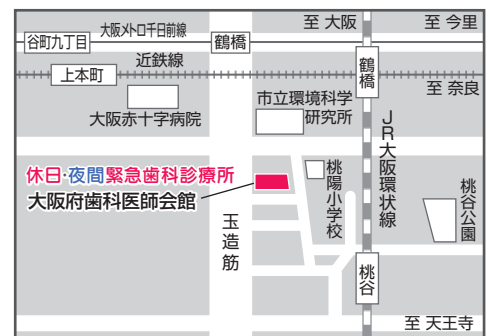 至 大阪
至 今里
大阪メトロ千日前線
谷町九丁目
鶴橋
近鉄線
上本町
鶴橋
至 奈良
大阪赤十字病院
市立環境科学
研究所
JR大阪環状線
休日・夜間緊急歯科診療所
大阪府歯科医師会館
桃陽小学校
桃谷公園
玉造筋
桃谷
至 天王寺